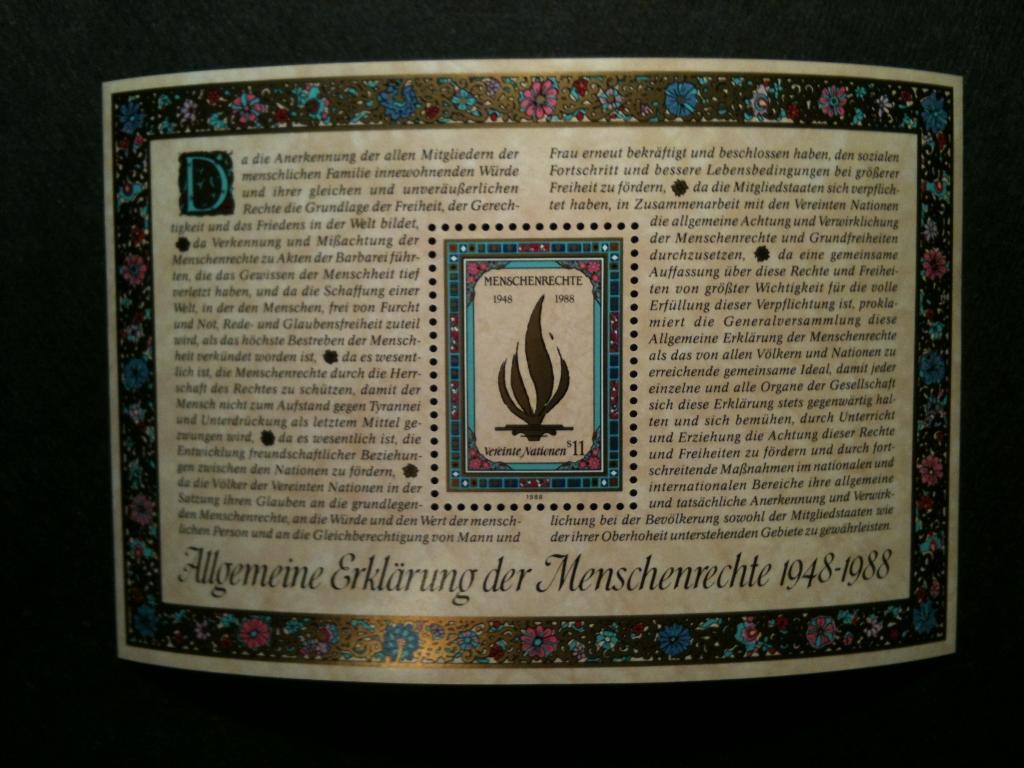 Da die Anerkennung der allen Mitgliedern der
menschlichen Familie innewohnenden Würde
und ihrer gleichen und unveräußerlichen
Rechte die Grundlage der Freiheit, der Gerech-
tigkeit und des Friedens in der Welt bildet,
da Verkennung und Mißachtung der
Menschenrechte zu Akten der Barbarei führ-
ten, die das Gewissen der Menschheit tief
verletzt haben, und da die Schaffung einer
Welt, in der den Menschen, frei von Furcht
und Not, Rede- und Glaubensfreiheit zuteil
wird, als das höchste Bestreben der Mensch-
heit verkündet worden ist, da es wesent-
lich ist, die Menschenrechte durch die Herr-
schaft des Rechtes zu schützen, damit der
Mensch nicht zum Aufstand gegen Tyrannei
und Unterdrückung als letztem Mittel ge-
zwungen wird, da es wesentlich ist, die
Entwicklung freundschaftlicher Beziehun-
gen zwischen den Nationen zu fördern,
da die Völker der Vereinten Nationen in der
Satzung ihren Glauben an die grundlegen-
den Menschenrechte, an die Würde und den Wert der mensch-
lichen Person und an die Gleichberechtigung von Mann und
Frau erneut bekräftigt und beschlossen haben, den sozialen
Fortschritt und bessere Lebensbedingungen bei größerer
Freiheit zu fördern, da die Mitgliedstaaten sich verpflich-
tet haben, in Zusammenarbeit mit den Vereinten Nationen
die allgemeine Achtung und Verwirklichung
der Menschenrechte und Grundfreiheiten
durchzusetzen, da eine gemeinsame
Auffassung über diese Rechte und Freihei-
ten von größter Wichtigkeit für die volle
Erfüllung dieser Verpflichtung ist, prokla-
miert die Generalversammlung diese
Allgemeine Erklärung der Menschenrechte
als das von allen Völkern und Nationen zu
erreichende gemeinsame Ideal, damit jeder
einzelne und alle Organe der Gesellschaft
sich diese Erklärung stets gegenwärtig hal-
ten und sich bemühen, durch Unterricht
und Erziehung die Achtung dieser Rechte
und Freiheiten zu fördern und durch fort-
schreitende Maßnahmen im nationalen und
internationalen Bereiche ihre allgemeine
und tatsächliche Anerkennung und Verwirk-
lichung bei der Bevölkerung sowohl der Mitgliedstaaten wie
der ihrer Oberhoheit unterstehenden Gebiete zu gewährleisten.
MENSCHENRECHTE
1948 1988
Vereinte Nationen S11
1988
Allgemeine Erklärung der Menschenrechte 1948-1988